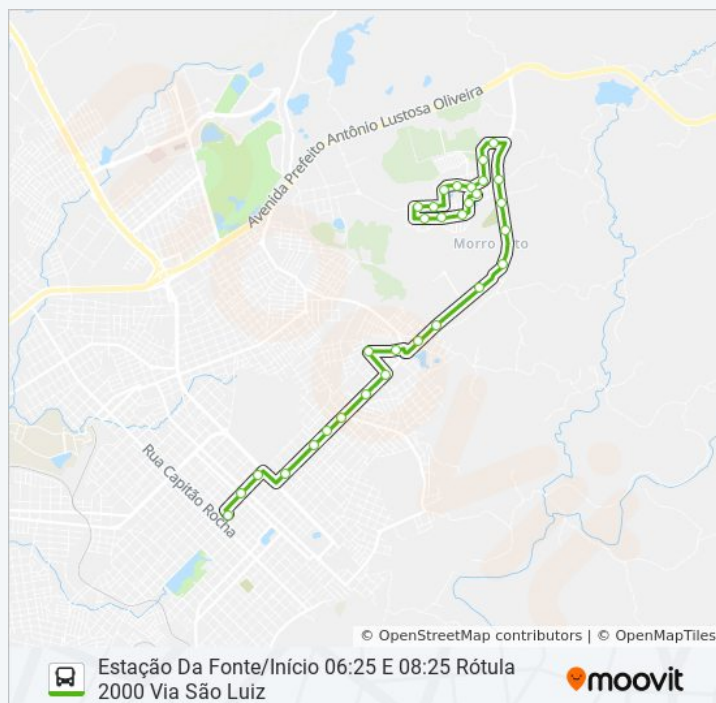 Avenida Prefeito Antônio Lustosa Oliveira
Rua Capitão Rocha
© OpenStreetMap contributors | © OpenMapTiles
Estação Da Fonte/Início 06:25 E 08:25 Rótula
2000 Via São Luiz
moovit